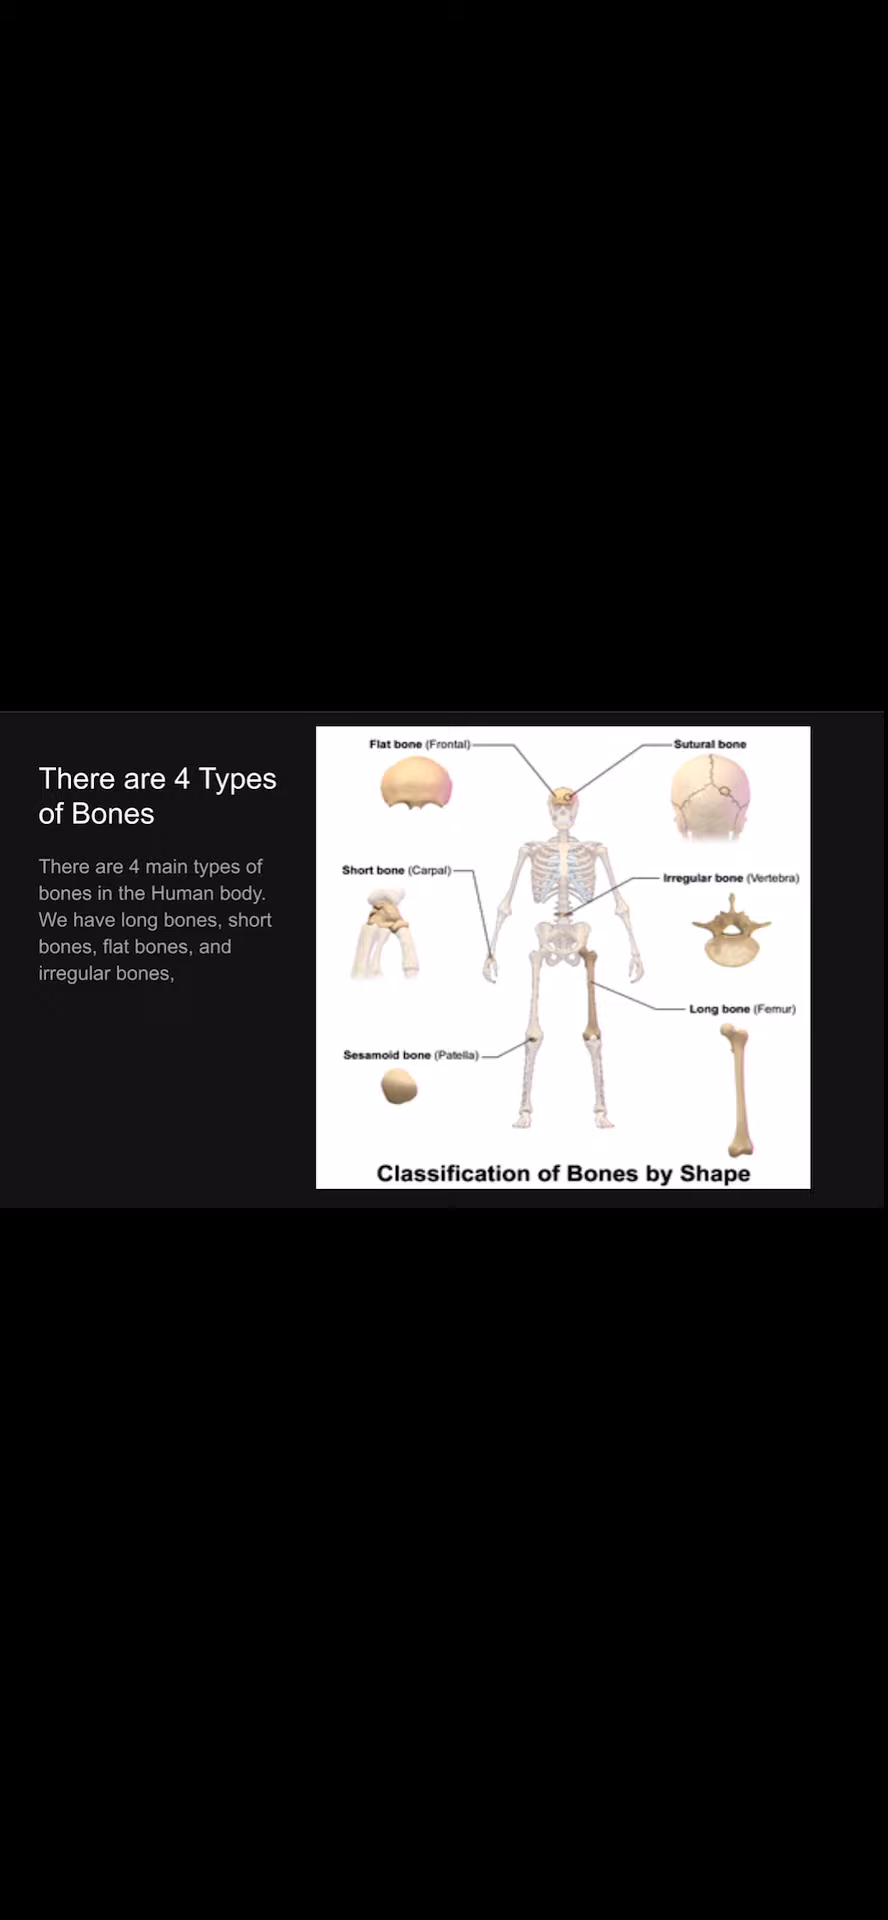 There are 4 Types
of Bones
There are 4 main types of
bones in the Human body.
We have long bones, short
bones, flat bones, and
irregular bones,
Flat bone (Frontal)
Sutural bone
Short bone (Carpal)
Irregular bone (Vertebra)
Long bone (Femur)
Sesamoid bone (Patella)
Classification of Bones by Shape